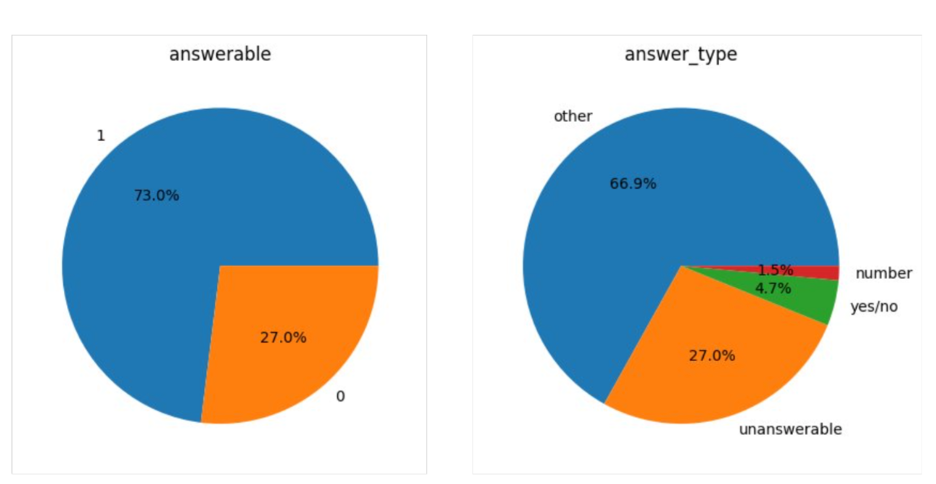 answerable
1
73.0%
27.0%
0
answer_type
other
66.9%
1.5%
number
4.7%
yes/no
27.0%
unanswerable